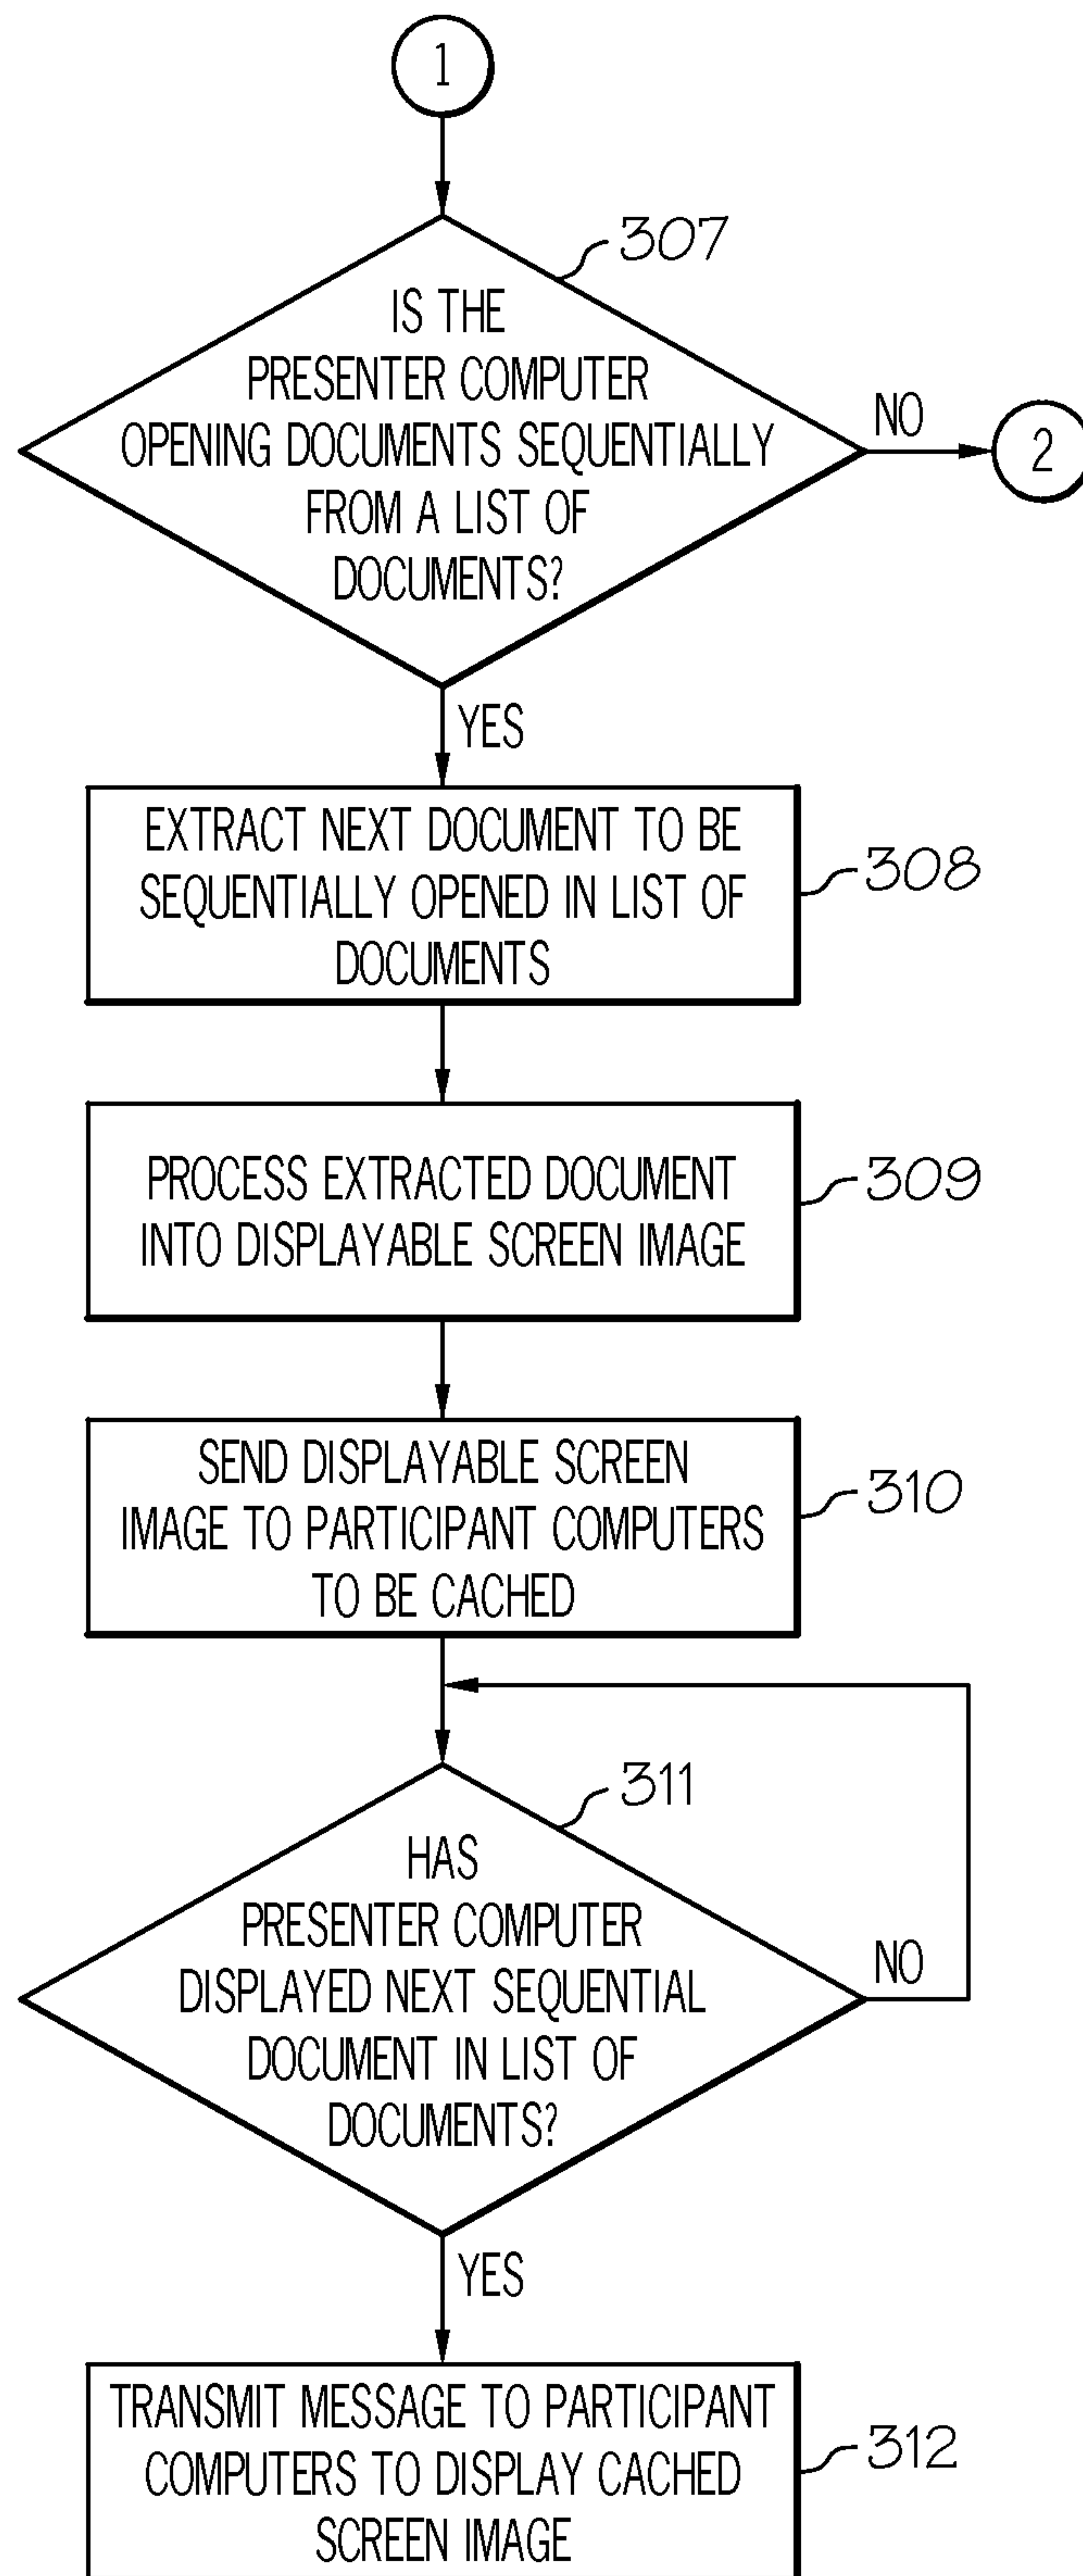 1
307
IS THE
PRESENTER COMPUTER
OPENING DOCUMENTS SEQUENTIALLY
FROM A LIST OF
DOCUMENTS?
NO
2
YES
EXTRACT NEXT DOCUMENT TO BE
SEQUENTIALLY OPENED IN LIST OF
DOCUMENTS
308
PROCESS EXTRACTED DOCUMENT
INTO DISPLAYABLE SCREEN IMAGE
309
SEND DISPLAYABLE SCREEN
IMAGE TO PARTICIPANT COMPUTERS
TO BE CACHED
310
311
HAS
PRESENTER COMPUTER
DISPLAYED NEXT SEQUENTIAL
DOCUMENT IN LIST OF
DOCUMENTS?
NO
YES
TRANSMIT MESSAGE TO PARTICIPANT
COMPUTERS TO DISPLAY CACHED
SCREEN IMAGE
312